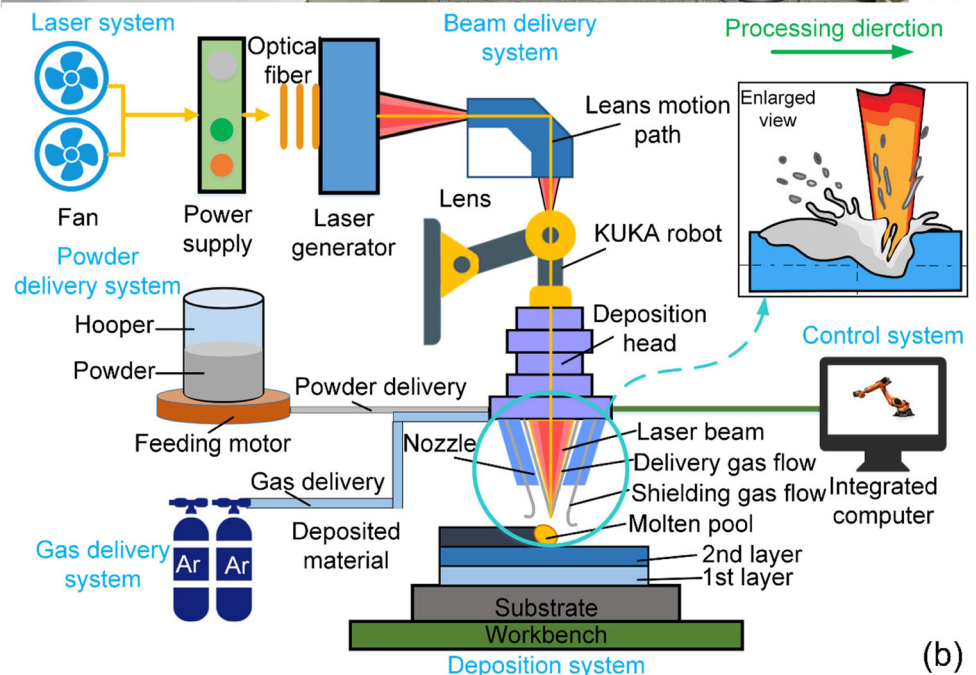 Laser system
Beam delivery
system
Processing dierction
Optical
fiber
Enlarged
view
Leans motion
path
Fan
Power
supply
Laser
generator
Lens
KUKA robot
Powder
delivery system
Hooper
Powder
Deposition
head
Control system
Powder delivery
Feeding motor
Nozzle
Laser beam
Delivery gas flow
Shielding gas flow
Molten pool
Integrated
computer
Gas delivery
Deposited
material
Gas delivery
system
Ar
Ar
2nd layer
1st layer
Substrate
Workbench
Deposition system
(b)